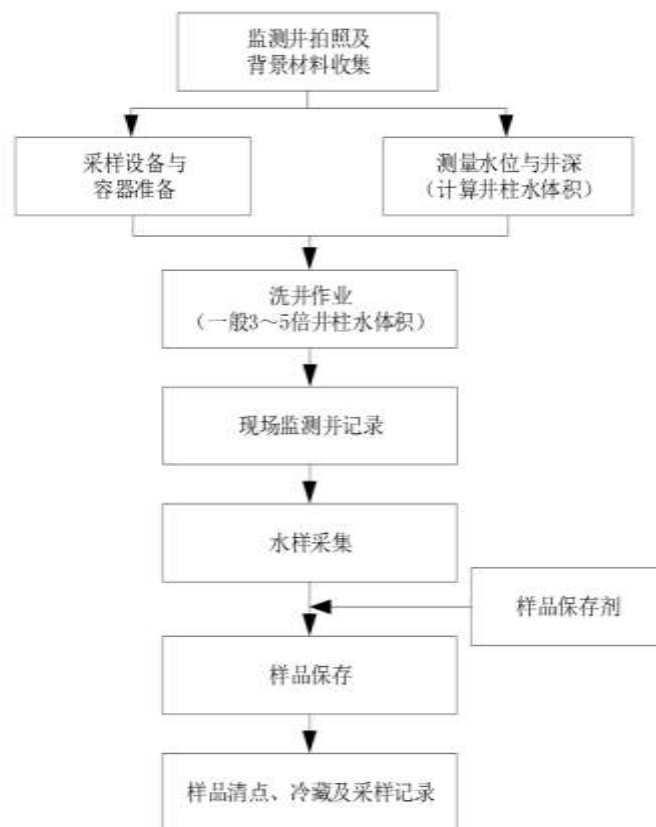 监测井拍照及
背景材料收集
采样设备与
容器准备
测量水位与井深
（计算井柱水体积）
洗井作业
（一般3～5倍井柱水体积）
现场监测并记录
水样采集
样品保存剂
样品保存
样品清点、冷藏及采样记录